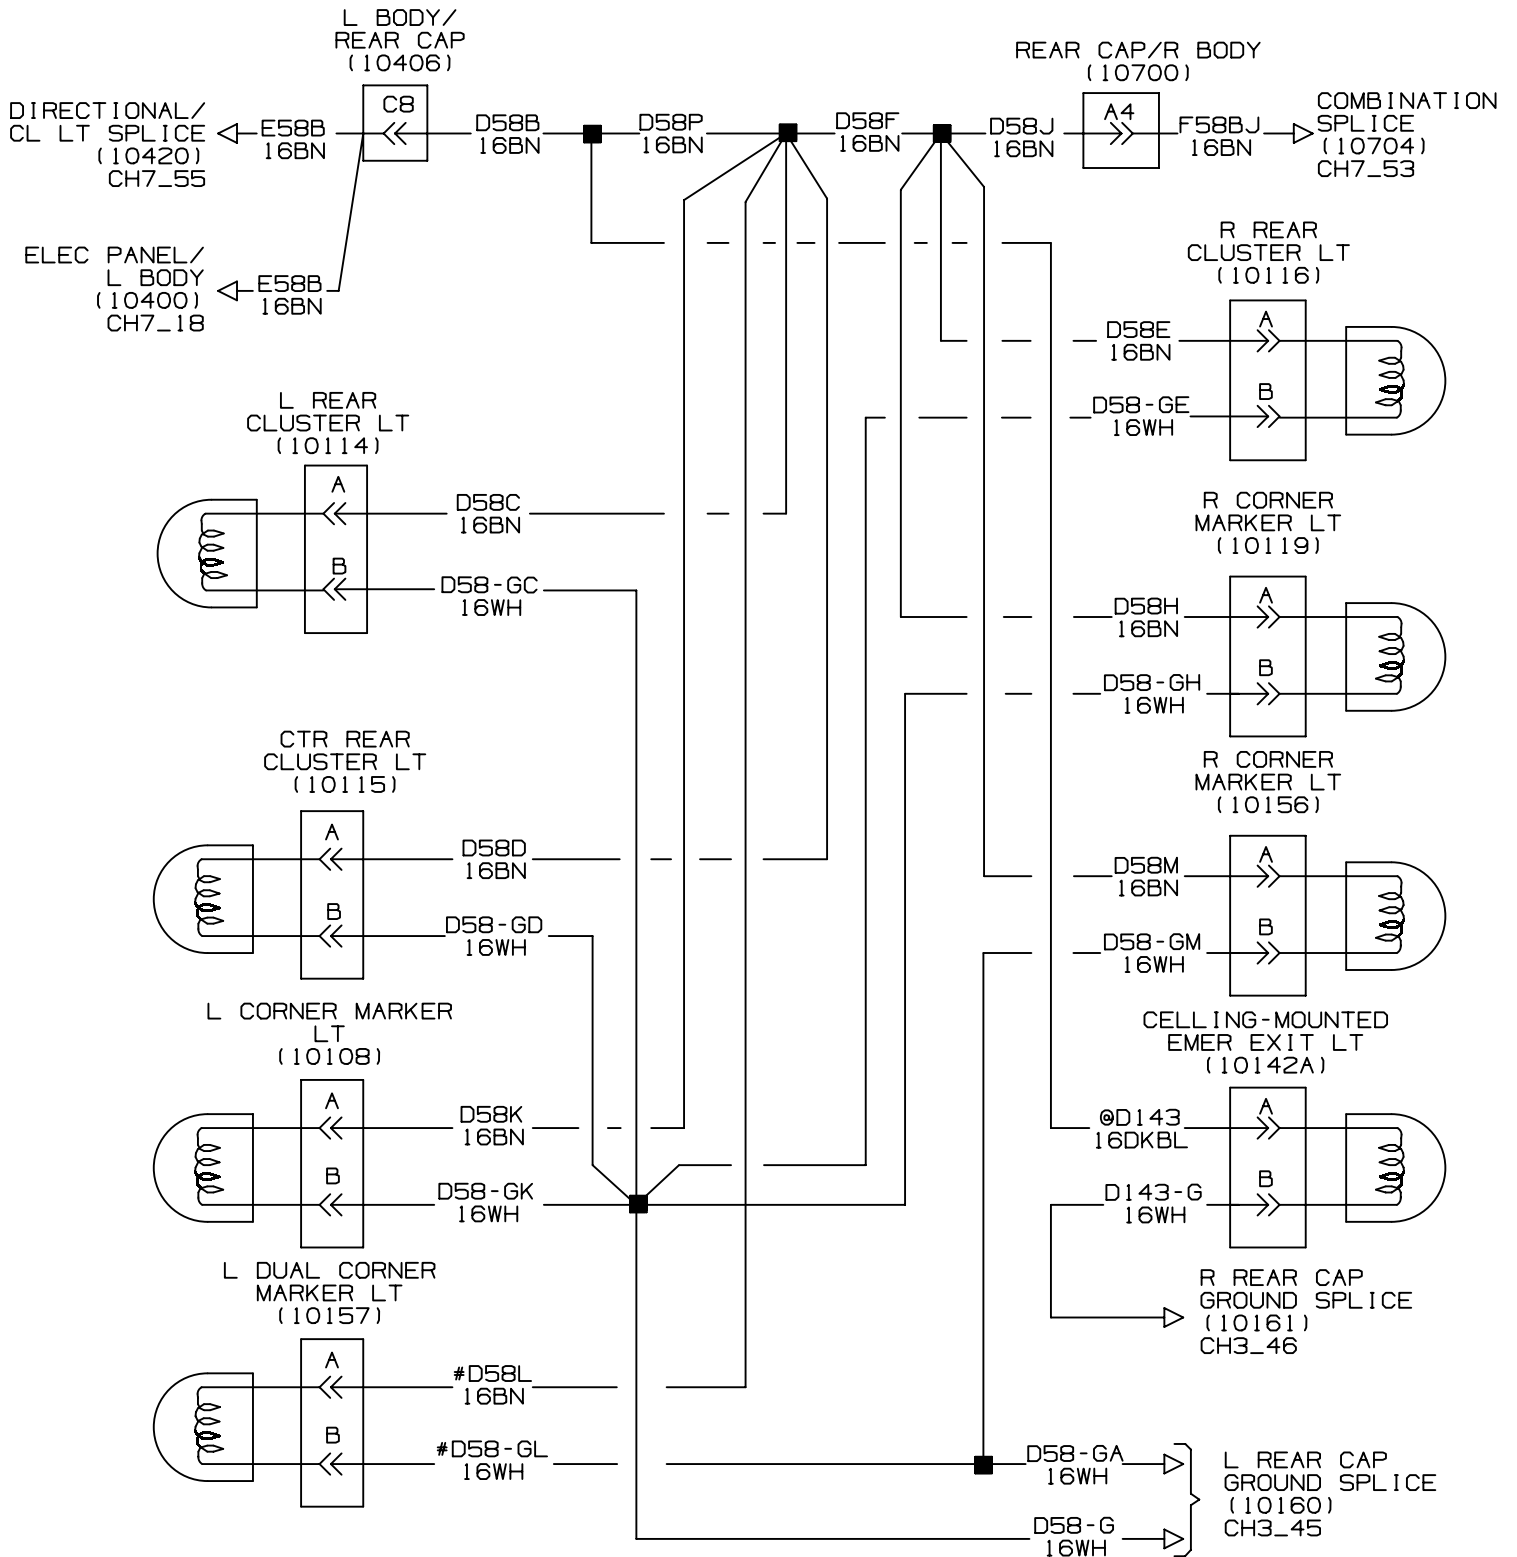 L BODY/
REAR CAP
(10406)
C8
DIRECTIONAL/
CL LT SPLICE
(10420)
CH7_55
E58B
16BN
D58B
16BN
D58P
16BN
D58F
16BN
D58J
16BN
REAR CAP/R BODY
(10700)
A4
F58BJ
16BN
COMBINATION
SPLICE
(10704)
CH7_53
ELEC PANEL/
L BODY
(10400)
CH7_18
E58B
16BN
R REAR
CLUSTER LT
(10116)
A
D58E
16BN
B
D58-GE
16WH
L REAR
CLUSTER LT
(10114)
A
D58C
16BN
B
D58-GC
16WH
R CORNER
MARKER LT
(10119)
A
D58H
16BN
B
D58-GH
16WH
CTR REAR
CLUSTER LT
(10115)
A
D58D
16BN
B
D58-GD
16WH
R CORNER
MARKER LT
(10156)
A
D58M
16BN
B
D58-GM
16WH
L CORNER MARKER
LT
(10108)
A
D58K
16BN
B
D58-GK
16WH
CELLING-MOUNTED
EMER EXIT LT
(10142A)
A
@D143
16DKBL
B
D143-G
16WH
R REAR CAP
GROUND SPLICE
(10161)
CH3_46
L DUAL CORNER
MARKER LT
(10157)
A
#D58L
16BN
B
#D58-GL
16WH
D58-GA
16WH
D58-G
16WH
L REAR CAP
GROUND SPLICE
(10160)
CH3_45